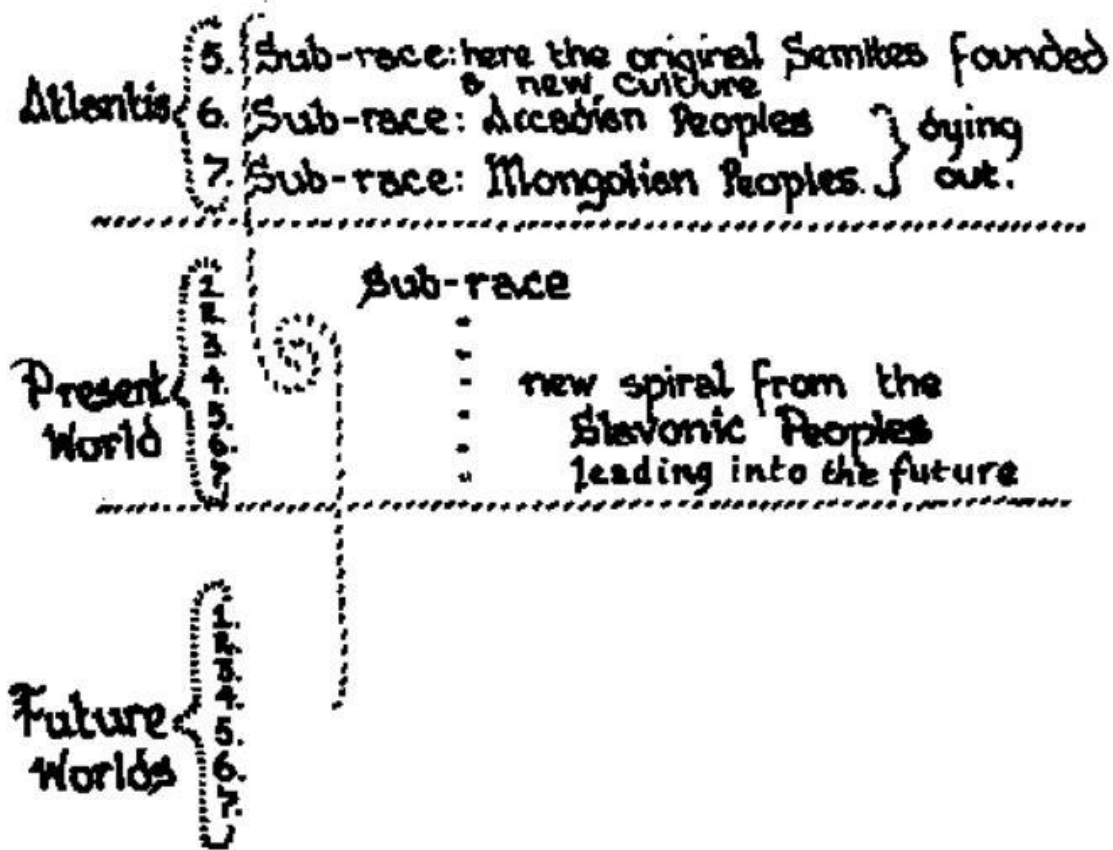 Atlantis
5. Sub-race: here the original Semites founded
a new culture
6. Sub-race: Accadian Peoples
7. Sub-race: Mongolian Peoples.
dying
out.
Present
World
1.
2.
3.
4.
5.
6.
7.
Sub-race
new spiral from the
Slavonic Peoples
leading into the future
Future
Worlds
1.
2.
3.
4.
5.
6.
7.